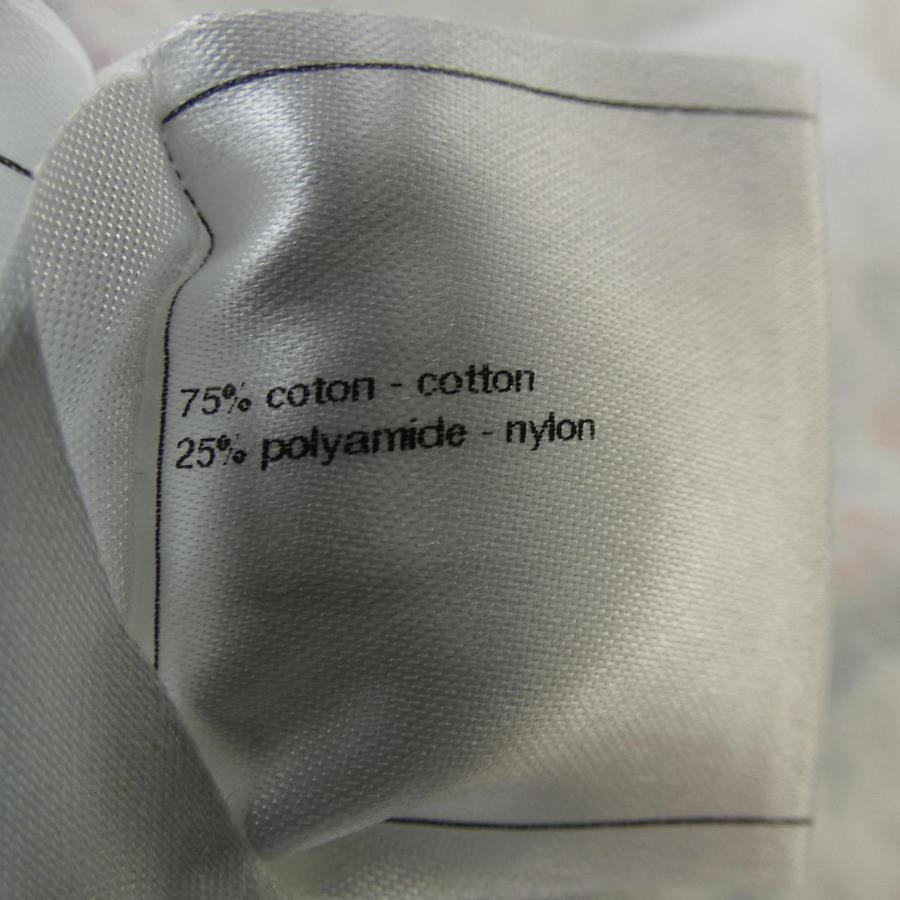 75% coton - cotton
25% polyamide - nylon